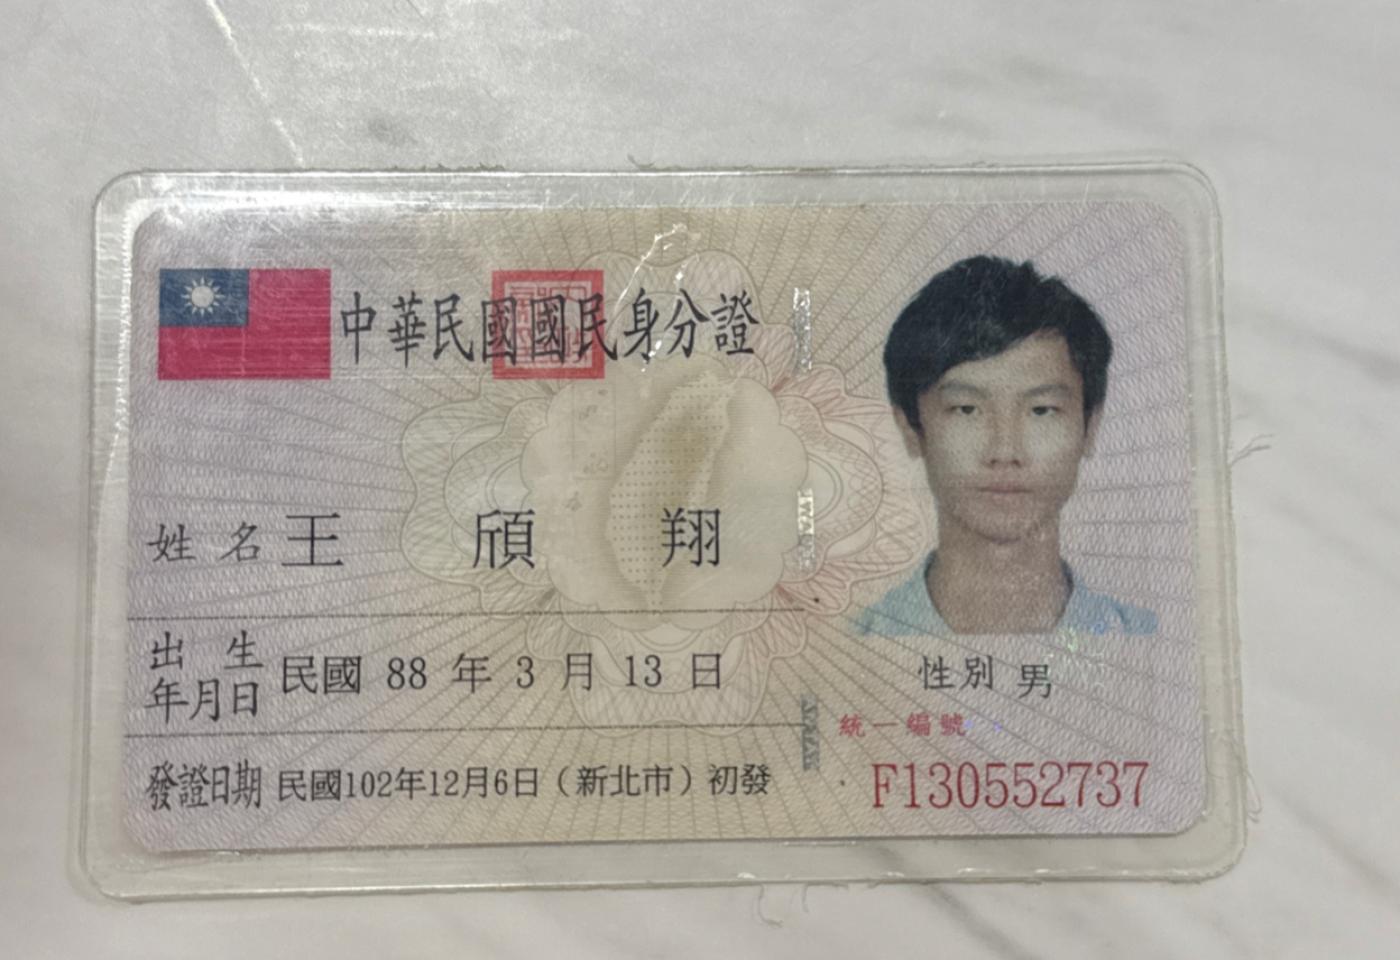 中華民國國民身分證
姓名 王 頎 翔
出生年月日 民國 88 年 3 月 13 日
性別 男
統一編號
發證日期 民國102年12月6日（新北市）初發
F130552737